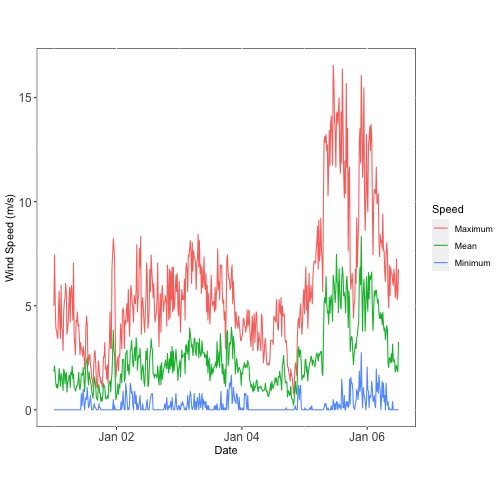 Wind Speed (m/s)
15
10
5
0
Jan 02
Jan 04
Jan 06
Date
Speed
Maximum
Mean
Minimum